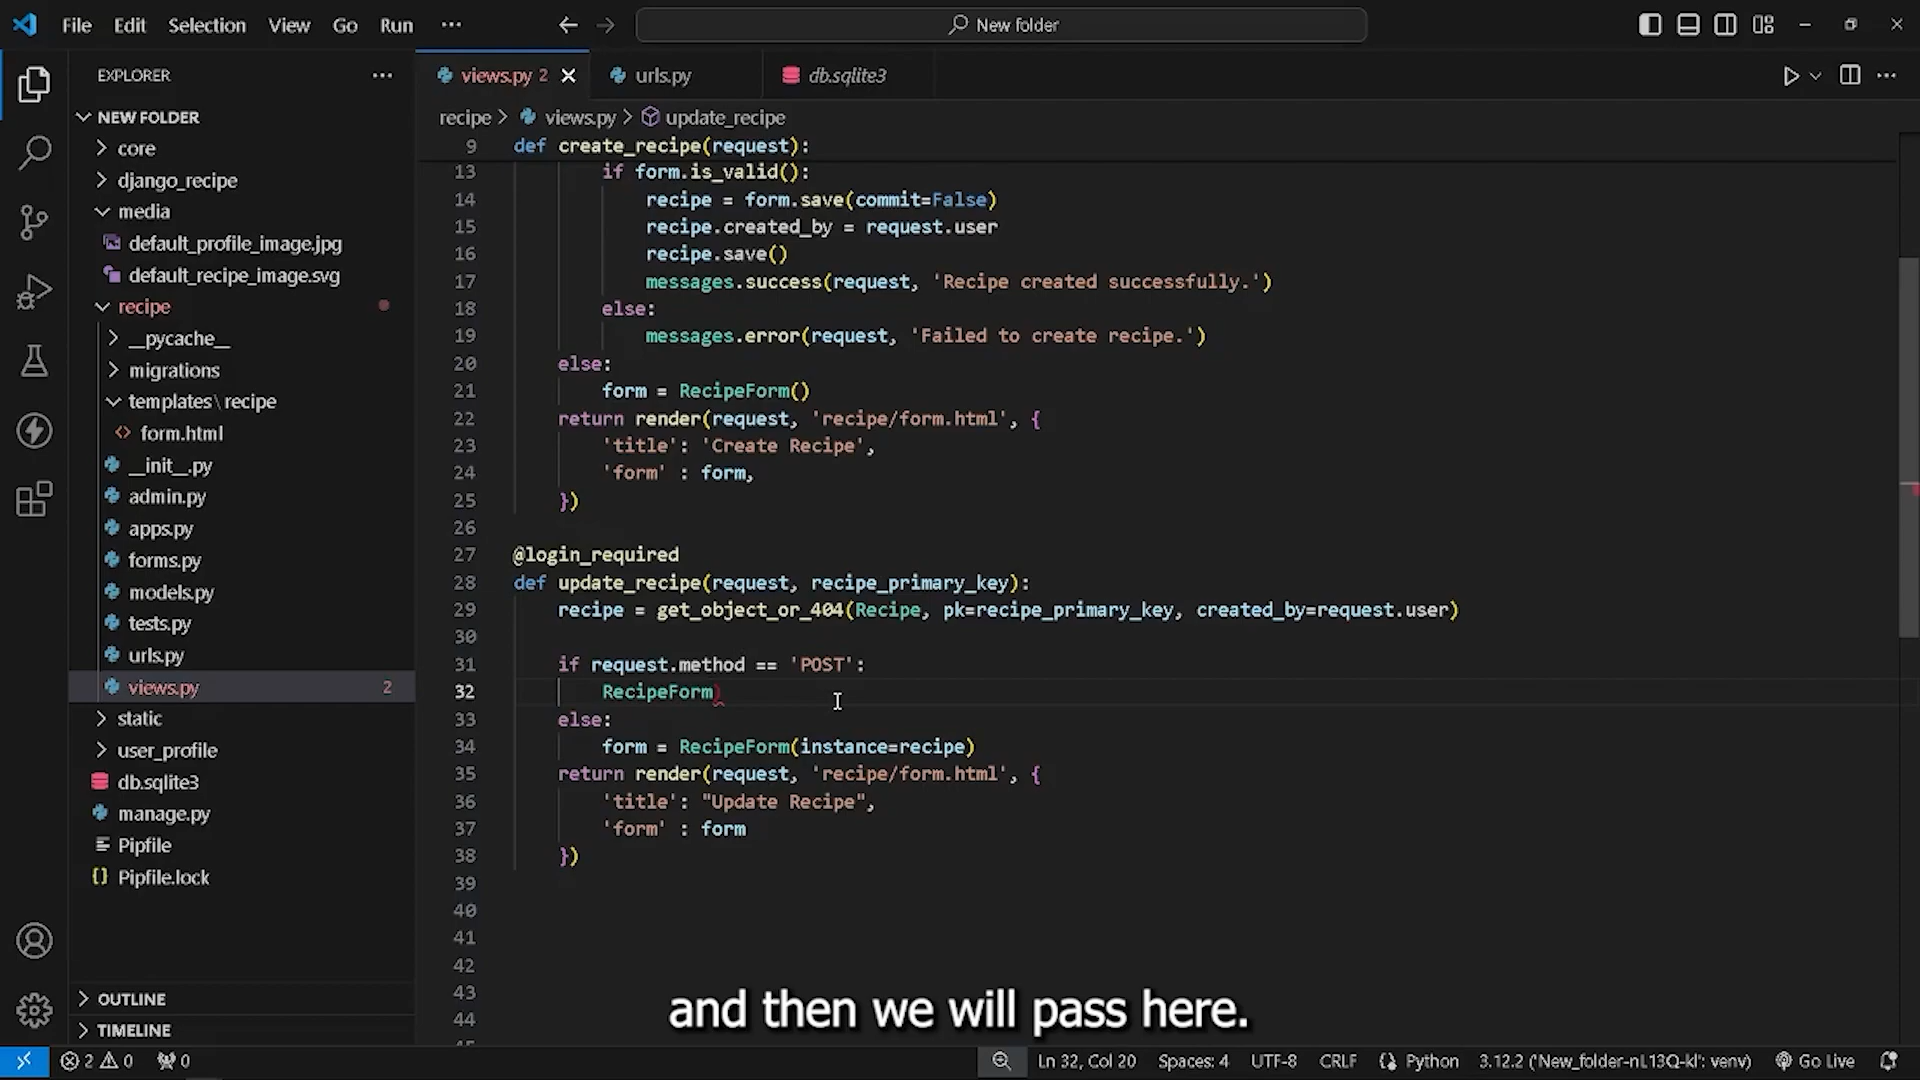 File Edit Selection View Go Run ··· New folder
EXPLORER ···
views.py 2
urls.py
db.sqlite3
NEW FOLDER
core
django_recipe
media
default_profile_image.jpg
default_recipe_image.svg
recipe
__pycache__
migrations
templates\recipe
form.html
__init__.py
admin.py
apps.py
forms.py
models.py
tests.py
urls.py
views.py 2
static
user_profile
db.sqlite3
manage.py
Pipfile
Pipfile.lock
OUTLINE
TIMELINE
recipe > views.py > update_recipe
9 def create_recipe(request):
13 if form.is_valid():
14 recipe = form.save(commit=False)
15 recipe.created_by = request.user
16 recipe.save()
17 messages.success(request, 'Recipe created successfully.')
18 else:
19 messages.error(request, 'Failed to create recipe.')
20 else:
21 form = RecipeForm()
22 return render(request, 'recipe/form.html', {
23 'title': 'Create Recipe',
24 'form' : form,
25 })
26
27 @login_required
28 def update_recipe(request, recipe_primary_key):
29 recipe = get_object_or_404(Recipe, pk=recipe_primary_key, created_by=request.user)
30
31 if request.method == 'POST':
32 RecipeForm)
33 else:
34 form = RecipeForm(instance=recipe)
35 return render(request, 'recipe/form.html', {
36 'title': "Update Recipe",
37 'form' : form
38 })
39
40
41
42
43
44
and then we will pass here.
2 0 0 Ln 32, Col 20 Spaces: 4 UTF-8 CRLF Python 3.12.2 ('New_folder-nL13Q-kl': venv) Go Live